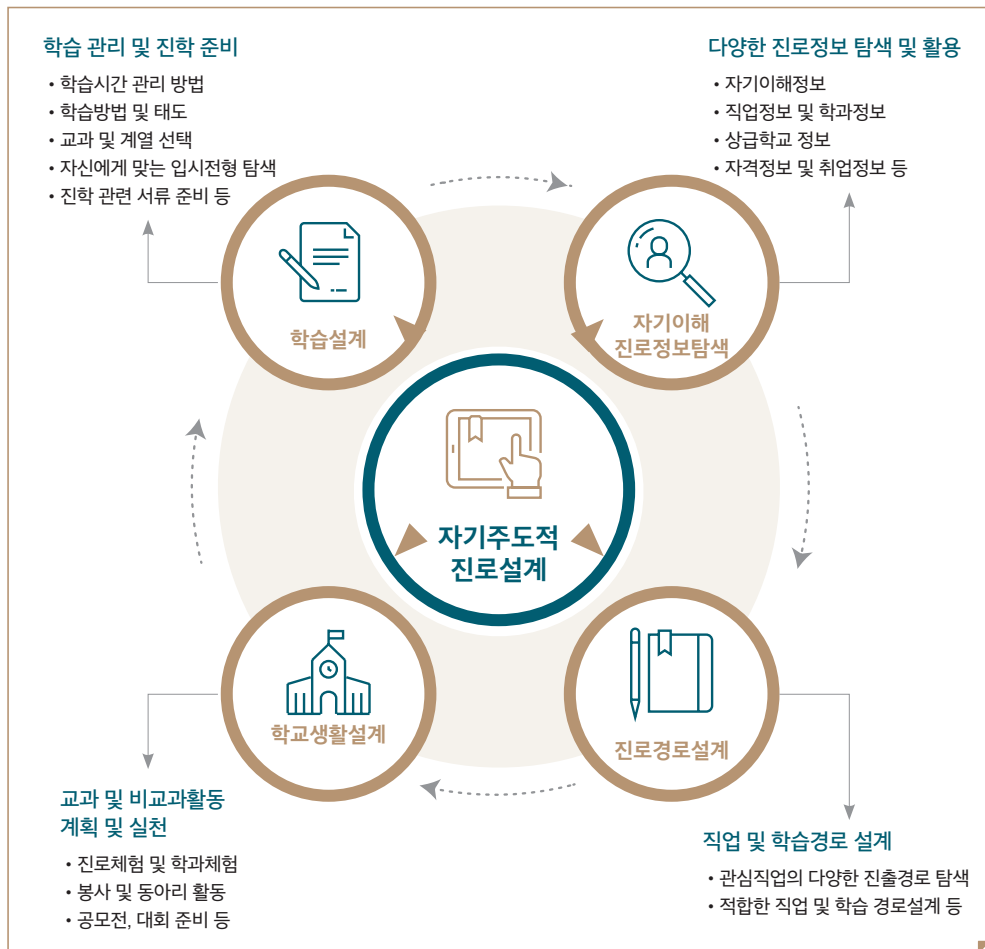 학습 관리 및 진학 준비
• 학습시간 관리 방법
• 학습방법 및 태도
• 교과 및 계열 선택
• 자신에게 맞는 입시전형 탐색
• 진학 관련 서류 준비 등
다양한 진로정보 탐색 및 활용
• 자기이해정보
• 직업정보 및 학과정보
• 상급학교 정보
• 자격정보 및 취업정보 등
학습설계
자기이해
진로정보탐색
자기주도적
진로설계
학교생활설계
진로경로설계
교과 및 비교과활동
계획 및 실천
• 진로체험 및 학과체험
• 봉사 및 동아리 활동
• 공모전, 대회 준비 등
직업 및 학습경로 설계
• 관심직업의 다양한 진출경로 탐색
• 적합한 직업 및 학습 경로설계 등